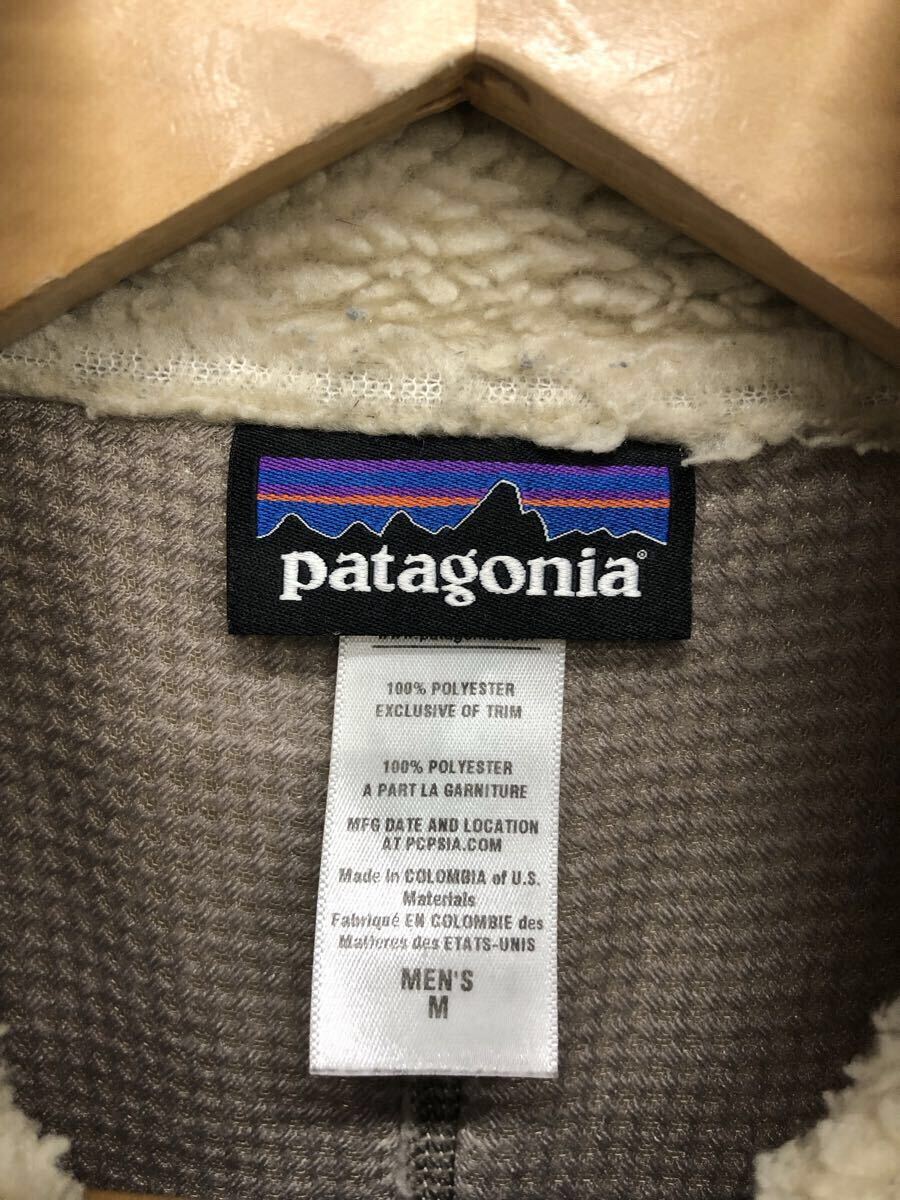 patagonia®
100% POLYESTER
EXCLUSIVE OF TRIM
100% POLYESTER
A PART LA GARNITURE
MFG DATE AND LOCATION
AT PCPSIA.COM
Made in COLOMBIA of U.S.
Materials
Fabriqué EN COLOMBIE des
Matieres des ETATS-UNIS
MEN'S
M